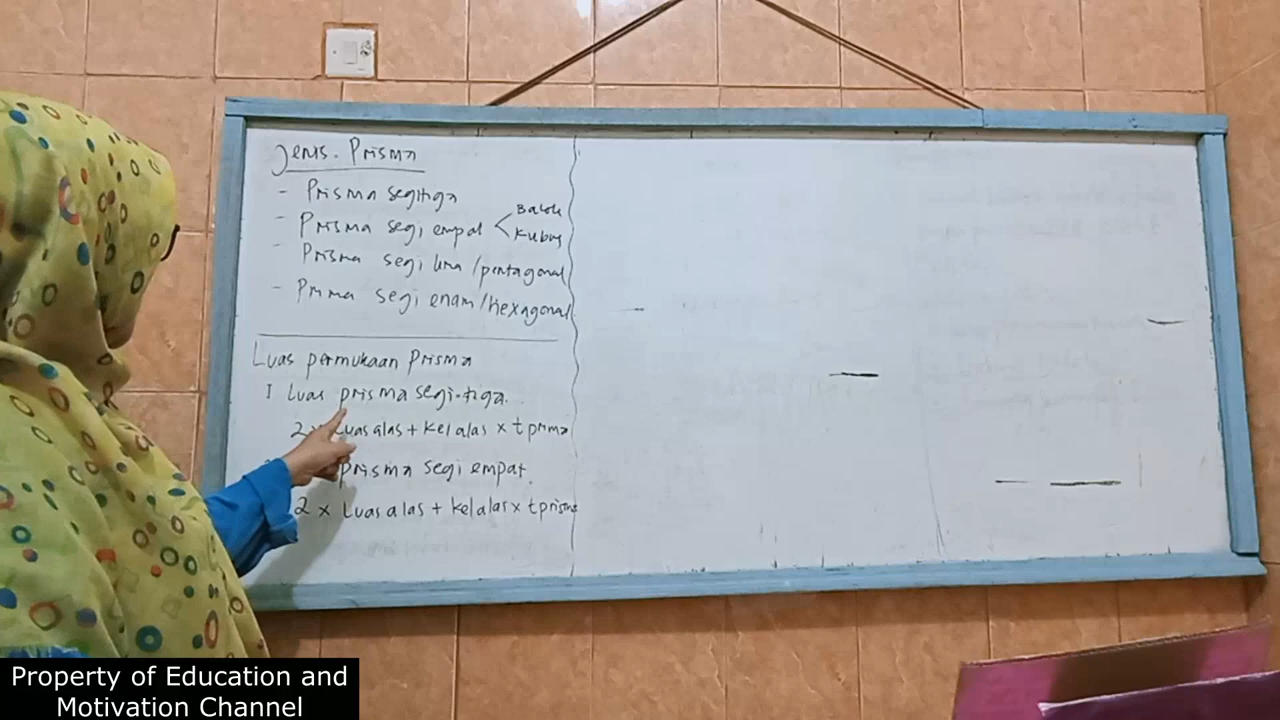 Jenis. Prisma
- Prisma segitiga
- Prisma segi empat < Balok
Kubus
- Prisma segi lima / pentagonal
- Prisma segi enam / Hexagonal
Luas permukaan Prisma
1 Luas prisma segi-tiga.
2 x Luas alas + kel alas x t prisma
prisma segi empat.
2 x Luas alas + kel alas x t prisma
Property of Education and
Motivation Channel